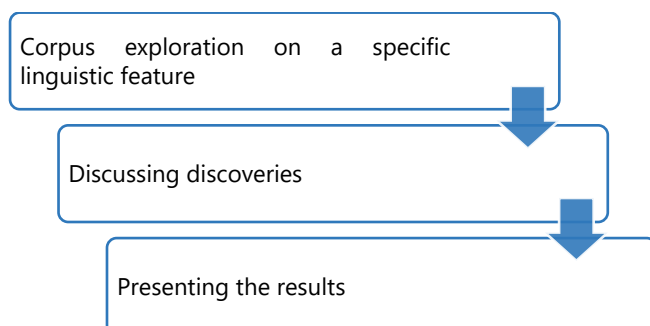 Corpus exploration on a specific
linguistic feature
Discussing discoveries
Presenting the results